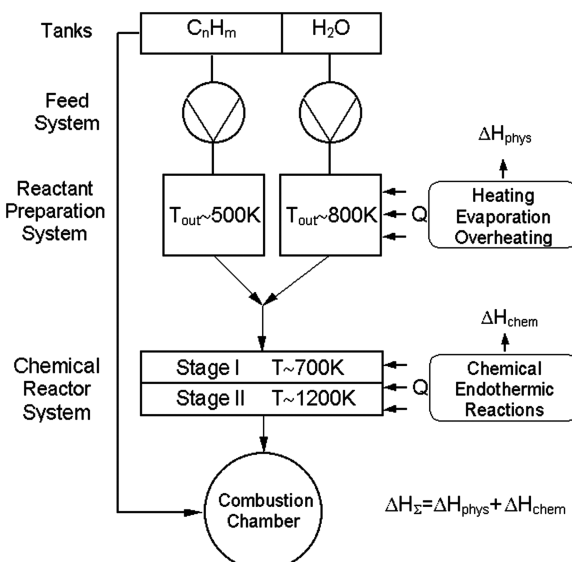 Tanks
CₙHₘ
H₂O
Feed
System
ΔHphys
Reactant
Preparation
System
Tout~500K
Tout~800K
Q
Heating
Evaporation
Overheating
ΔHchem
Chemical
Reactor
System
Stage I T~700K
Stage II T~1200K
Q
Chemical
Endothermic
Reactions
Combustion
Chamber
ΔHΣ=ΔHphys+ΔHchem